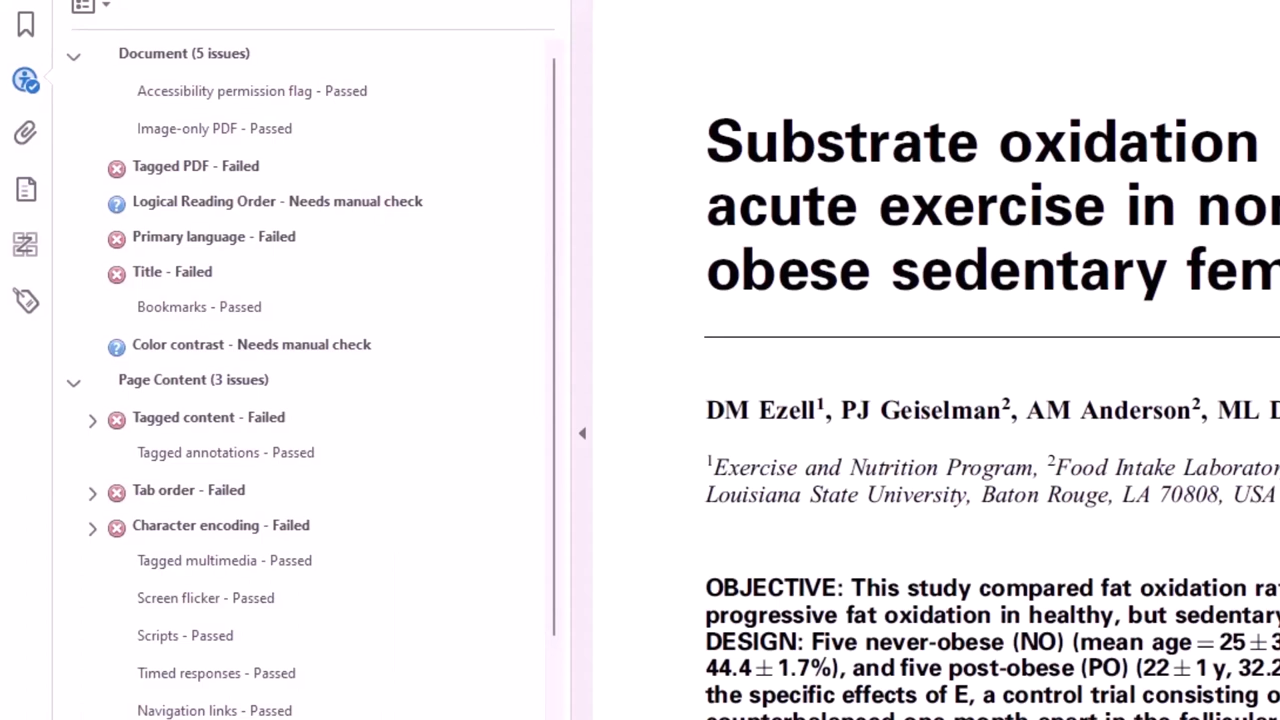 Document (5 issues)
Accessibility permission flag - Passed
Image-only PDF - Passed
Tagged PDF - Failed
Logical Reading Order - Needs manual check
Primary language - Failed
Title - Failed
Bookmarks - Passed
Color contrast - Needs manual check
Page Content (3 issues)
Tagged content - Failed
Tagged annotations - Passed
Tab order - Failed
Character encoding - Failed
Tagged multimedia - Passed
Screen flicker - Passed
Scripts - Passed
Timed responses - Passed
Navigation links - Passed
Substrate oxidation
acute exercise in
obese sedentary
DM Ezell¹, PJ Geiselman², AM Anderson², ML
¹Exercise and Nutrition Program, ²Food Intake
Louisiana State University, Baton Rouge, LA 70808, USA
OBJECTIVE: This study compared fat oxidation
progressive fat oxidation in healthy, but sedentary
DESIGN: Five never-obese (NO) (mean age = 25 ±
44.4 ± 1.7%), and five post-obese (PO) (22 ± 1 y, 32.2
the specific effects of E, a control trial consisting
counterbalanced one month apart in the